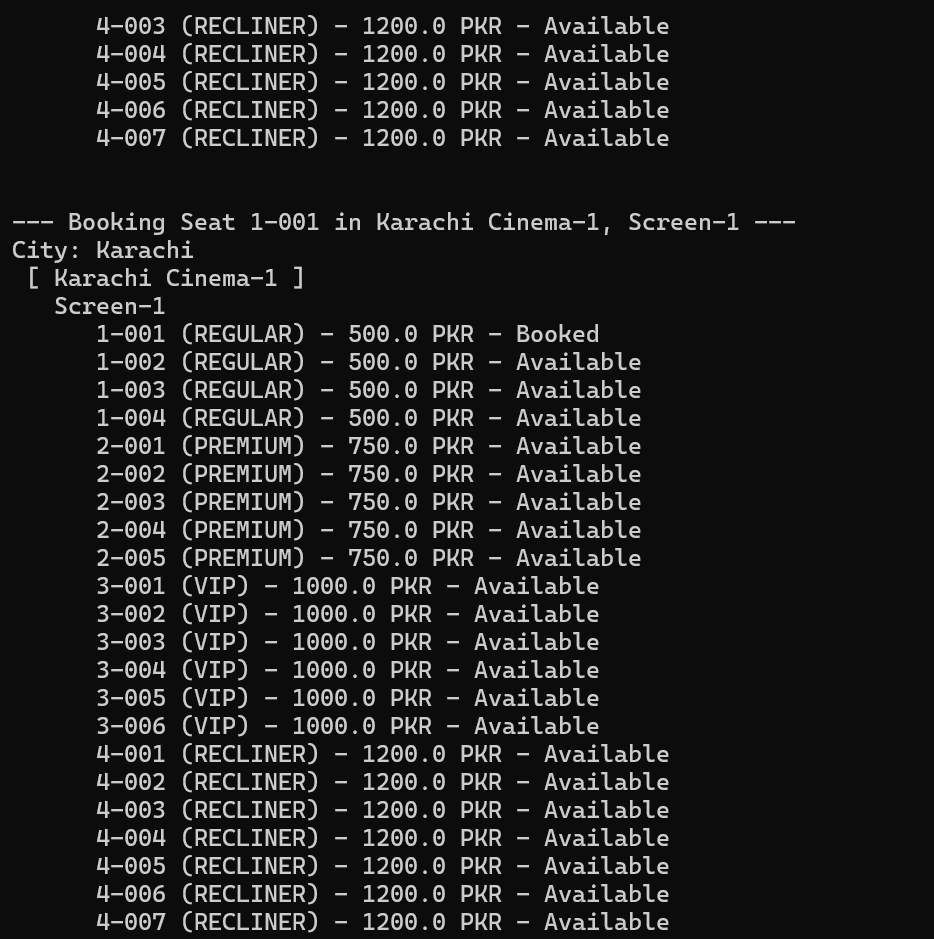 4-003 (RECLINER) - 1200.0 PKR - Available
4-004 (RECLINER) - 1200.0 PKR - Available
4-005 (RECLINER) - 1200.0 PKR - Available
4-006 (RECLINER) - 1200.0 PKR - Available
4-007 (RECLINER) - 1200.0 PKR - Available
--- Booking Seat 1-001 in Karachi Cinema-1, Screen-1 ---
City: Karachi
[ Karachi Cinema-1 ]
Screen-1
1-001 (REGULAR) - 500.0 PKR - Booked
1-002 (REGULAR) - 500.0 PKR - Available
1-003 (REGULAR) - 500.0 PKR - Available
1-004 (REGULAR) - 500.0 PKR - Available
2-001 (PREMIUM) - 750.0 PKR - Available
2-002 (PREMIUM) - 750.0 PKR - Available
2-003 (PREMIUM) - 750.0 PKR - Available
2-004 (PREMIUM) - 750.0 PKR - Available
2-005 (PREMIUM) - 750.0 PKR - Available
3-001 (VIP) - 1000.0 PKR - Available
3-002 (VIP) - 1000.0 PKR - Available
3-003 (VIP) - 1000.0 PKR - Available
3-004 (VIP) - 1000.0 PKR - Available
3-005 (VIP) - 1000.0 PKR - Available
3-006 (VIP) - 1000.0 PKR - Available
4-001 (RECLINER) - 1200.0 PKR - Available
4-002 (RECLINER) - 1200.0 PKR - Available
4-003 (RECLINER) - 1200.0 PKR - Available
4-004 (RECLINER) - 1200.0 PKR - Available
4-005 (RECLINER) - 1200.0 PKR - Available
4-006 (RECLINER) - 1200.0 PKR - Available
4-007 (RECLINER) - 1200.0 PKR - Available